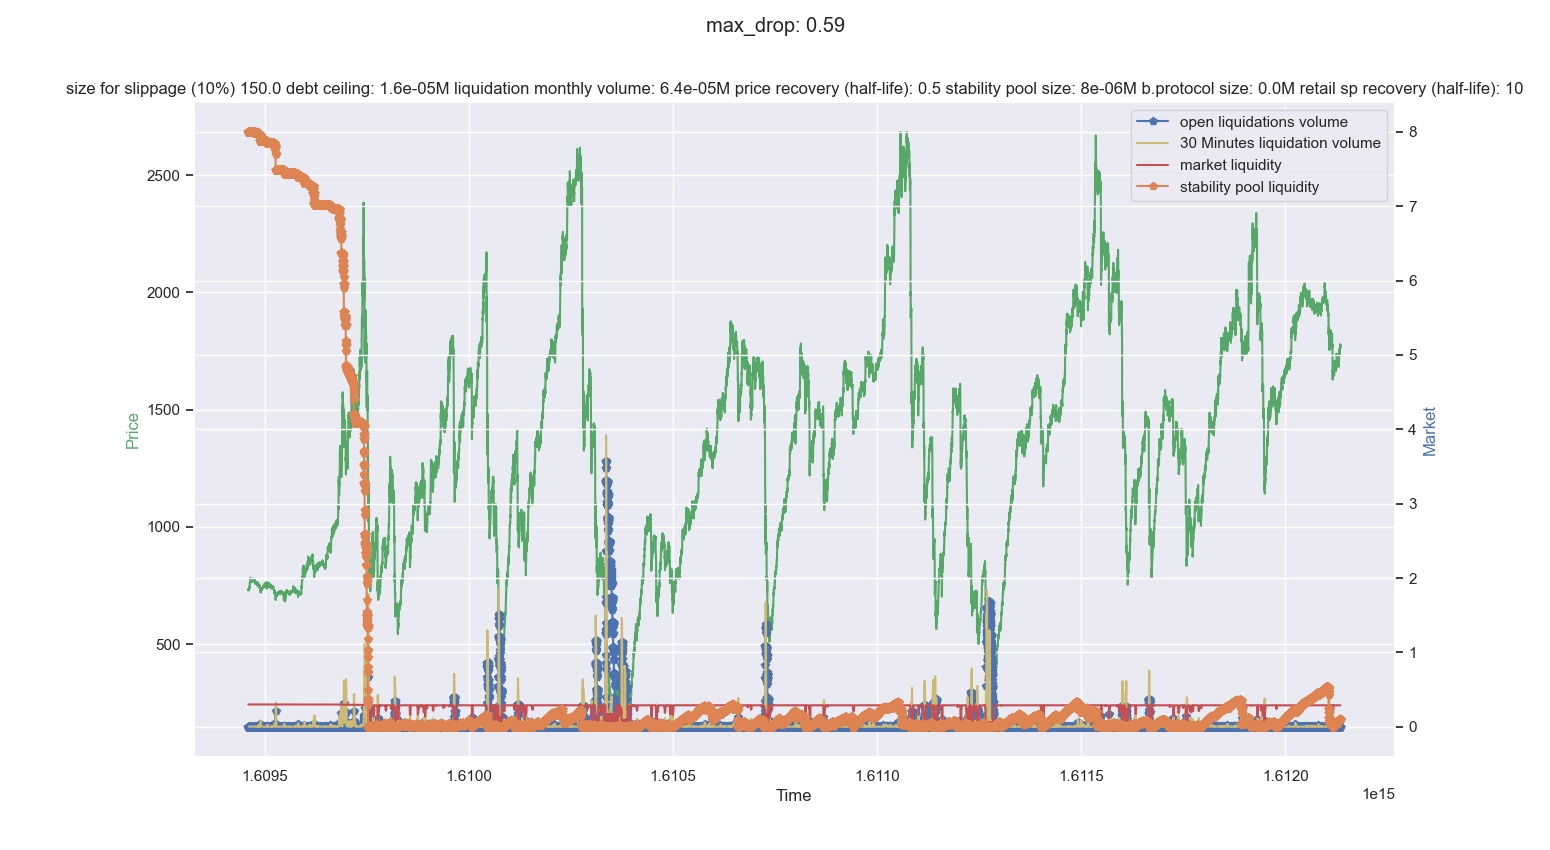 max_drop: 0.59
size for slippage (10%) 150.0 debt ceiling: 1.6e-05M liquidation monthly volume: 6.4e-05M price recovery (half-life): 0.5 stability pool size: 8e-06M b.protocol size: 0.0M retail sp recovery (half-life): 10
open liquidations volume
30 Minutes liquidation volume
market liquidity
stability pool liquidity
2500
2000
1500
1000
500
Price
8
7
6
5
4
3
2
1
0
Market
1.6095
1.6100
1.6105
1.6110
1.6115
1.6120
Time
1e15